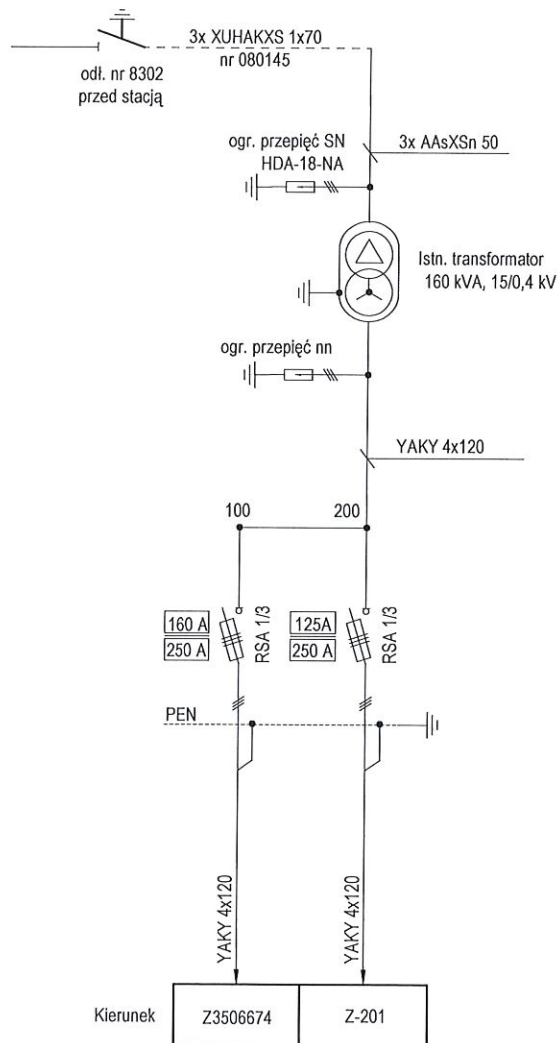 3x XUHAKXS 1x70
nr 080145
odł. nr 8302
przed stacją
3x AAsXSn 50
ogr. przepięć SN
HDA-18-NA
Istn. transformator
160 kVA, 15/0,4 kV
ogr. przepięć nn
YAKY 4x120
100
200
160 A
250 A
RSA 1/3
125A
250 A
RSA 1/3
PEN
YAKY 4x120
YAKY 4x120
Kierunek
Z3506674
Z-201